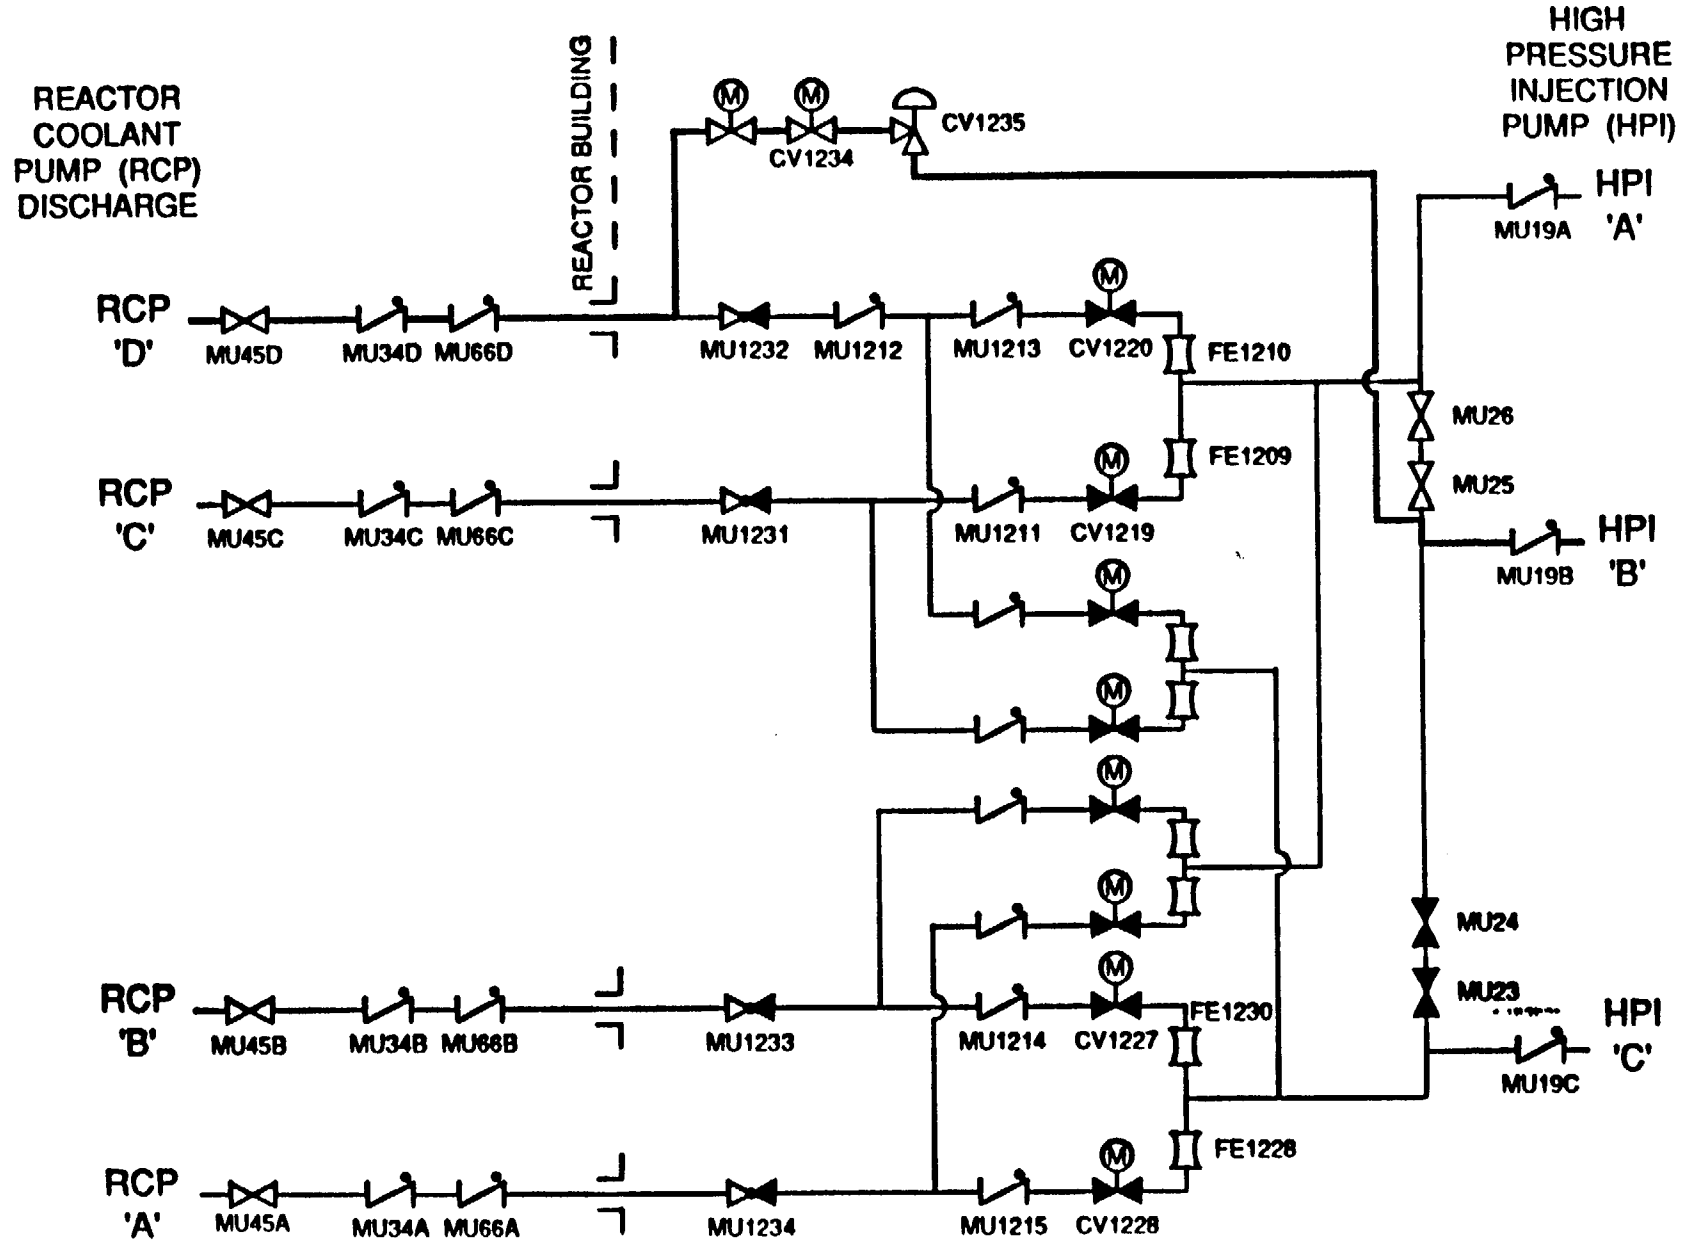 HIGH
PRESSURE
INJECTION
PUMP (HPI)
REACTOR
COOLANT
PUMP (RCP)
DISCHARGE
REACTOR BUILDING
M
M
CV1234
CV1235
HPI
'A'
MU19A
RCP
'D'
MU45D
MU34D
MU66D
MU1232
MU1212
MU1213
M
CV1220
FE1210
MU26
FE1209
MU25
RCP
'C'
MU45C
MU34C
MU66C
MU1231
MU1211
M
CV1219
HPI
'B'
MU19B
M
M
M
M
MU24
MU23
RCP
'B'
MU45B
MU34B
MU66B
MU1233
MU1214
M
CV1227
FE1230
HPI
'C'
MU19C
FE1228
RCP
'A'
MU45A
MU34A
MU66A
MU1234
MU1215
M
CV1228